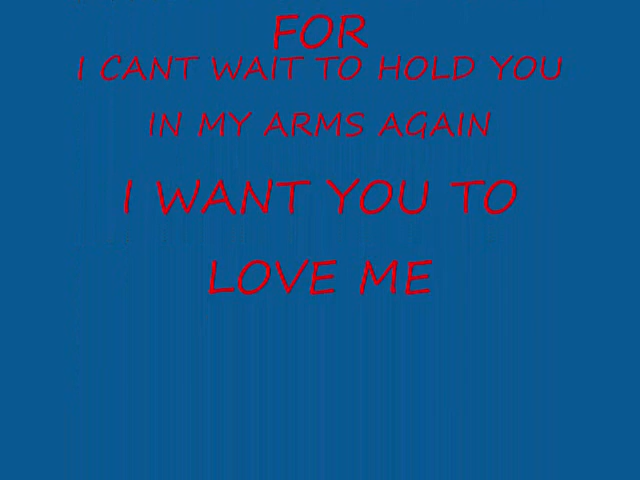 FOR
I CANT WAIT TO HOLD YOU
IN MY ARMS AGAIN
I WANT YOU TO
LOVE ME